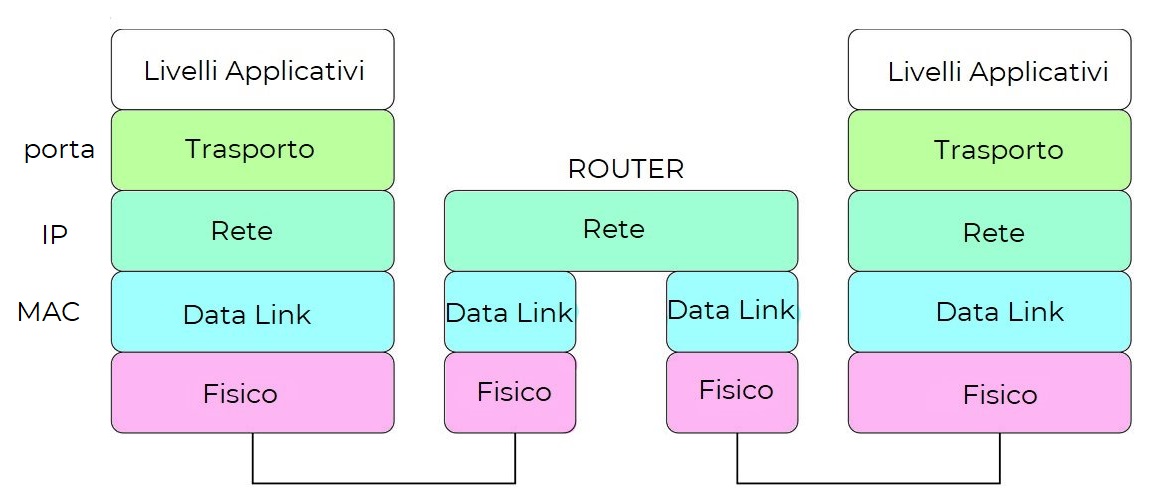 Livelli Applicativi
Livelli Applicativi
porta
Trasporto
Trasporto
ROUTER
IP
Rete
Rete
Rete
MAC
Data Link
Data Link
Data Link
Data Link
Fisico
Fisico
Fisico
Fisico